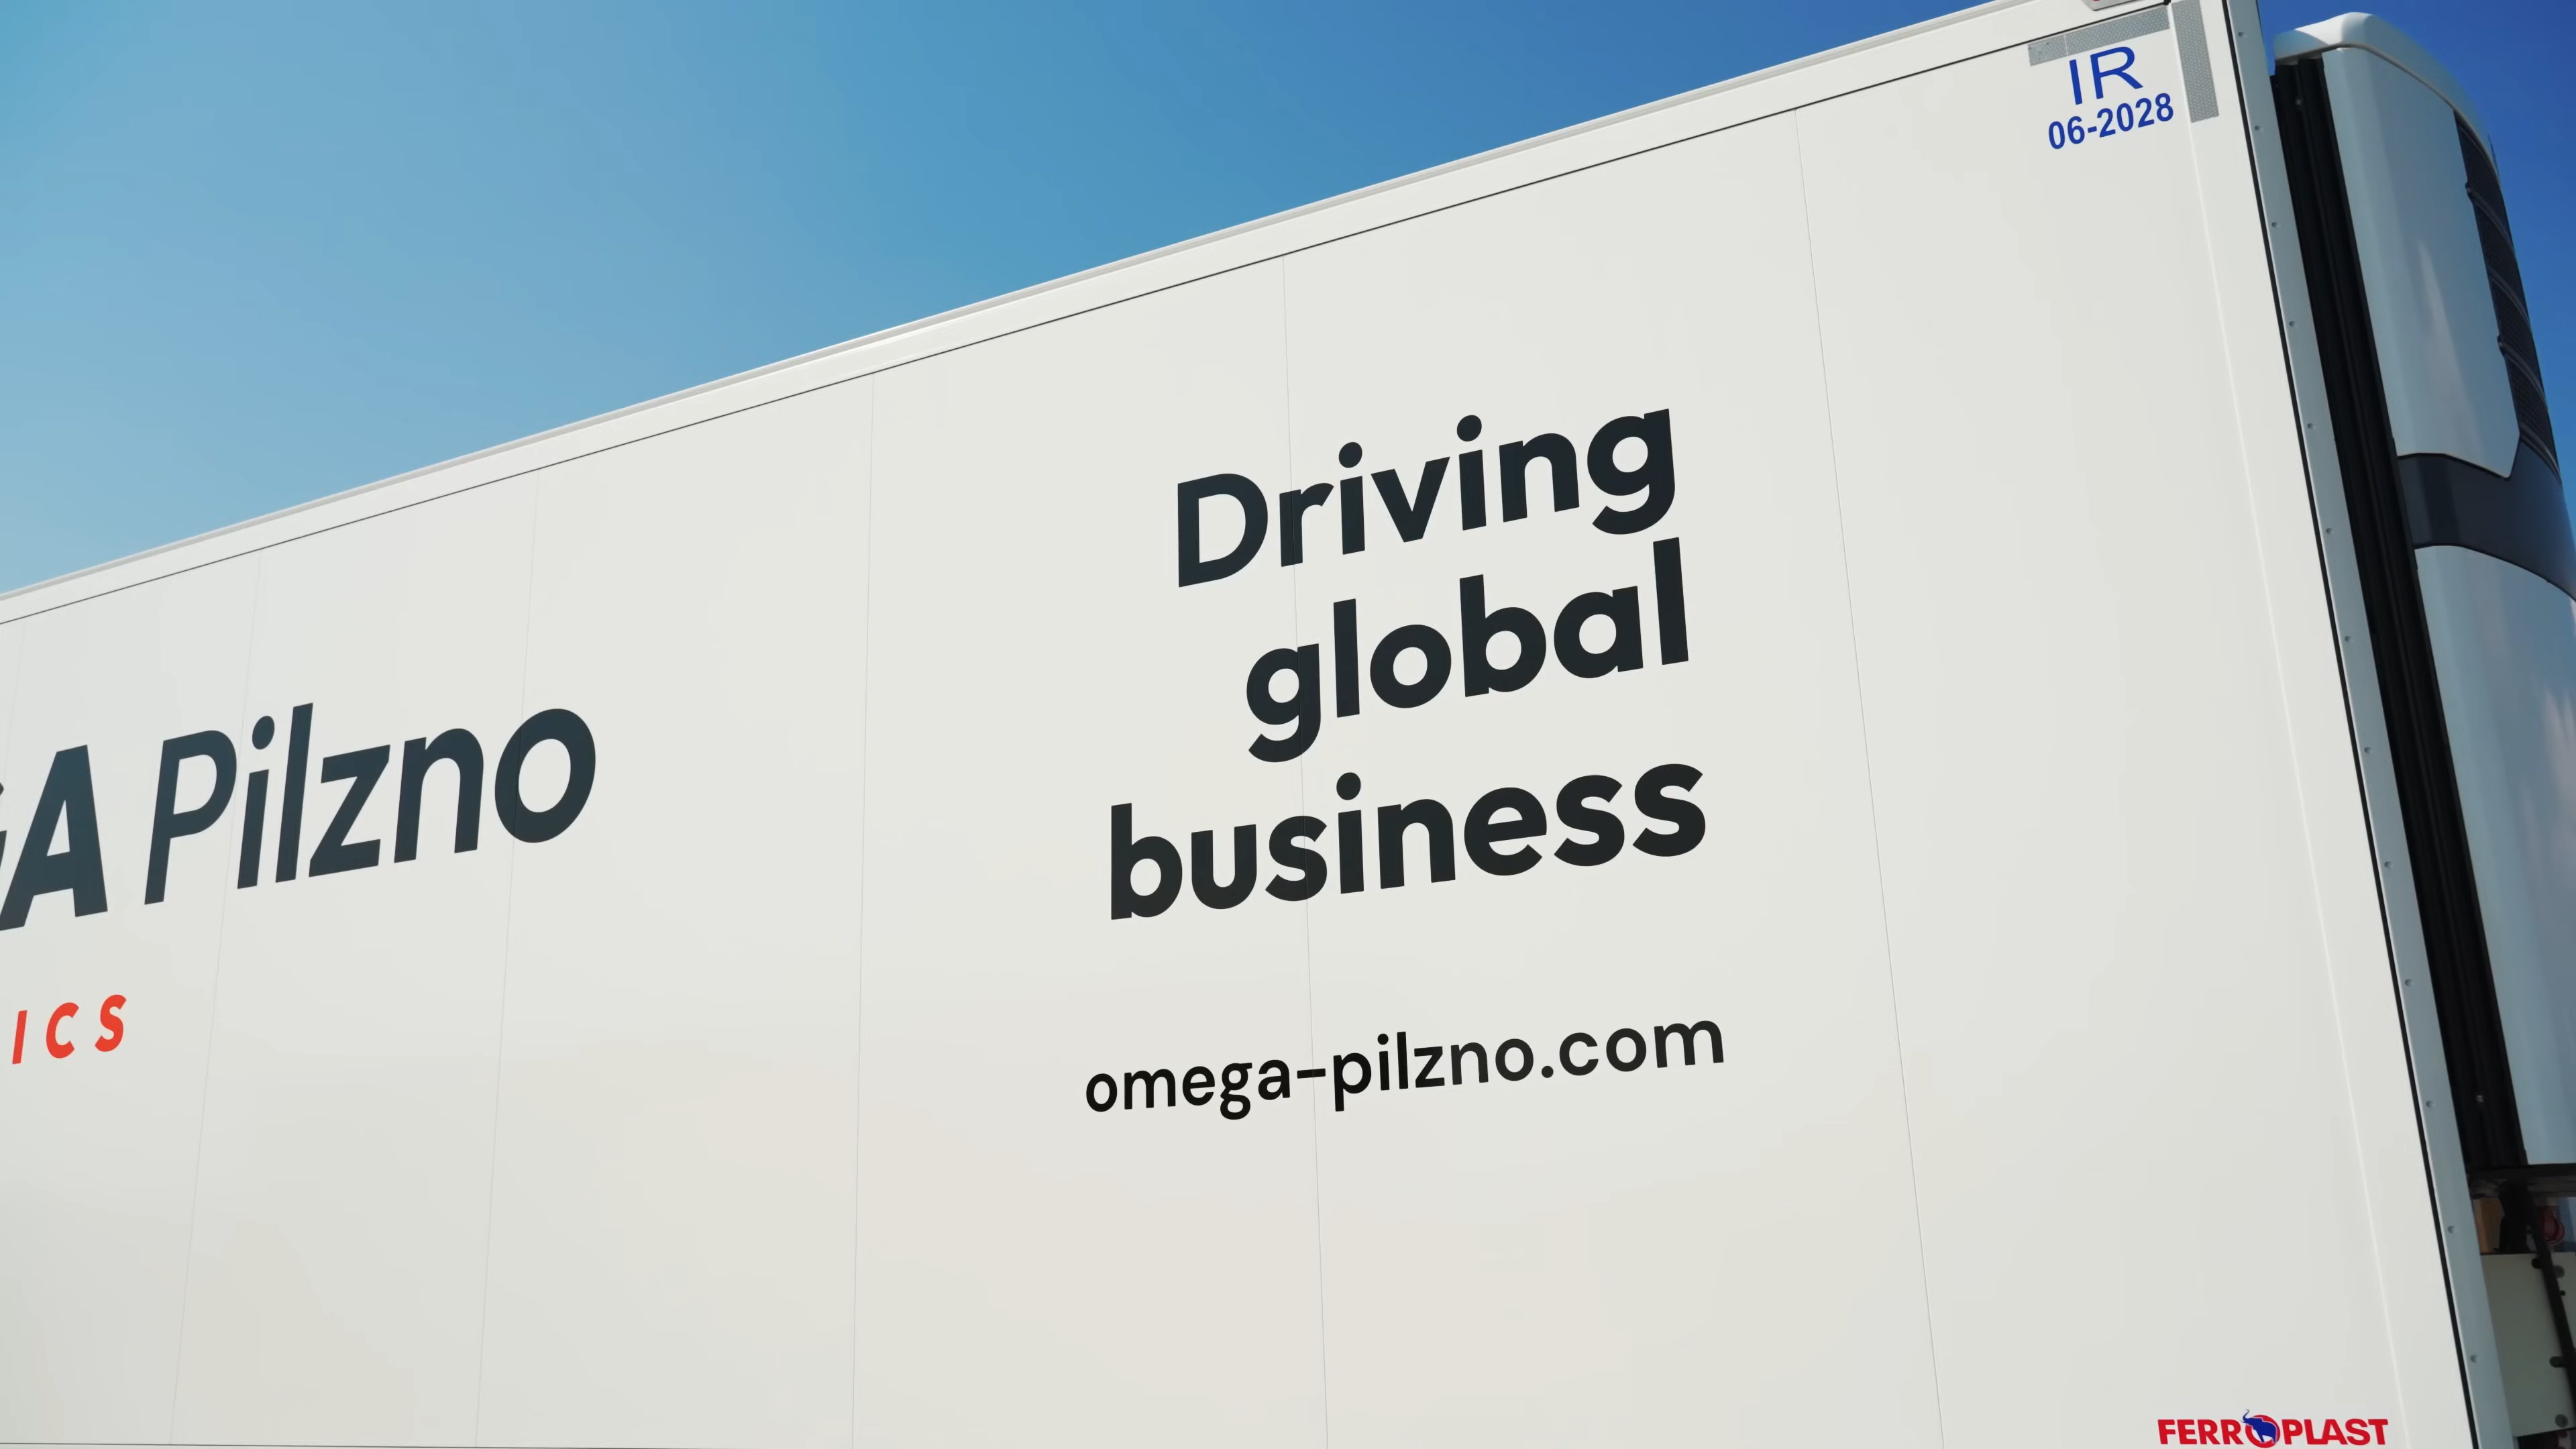 IR
06-2028
Driving
global
business
GA Pilzno
ICS
omega-pilzno.com
FERROPLAST